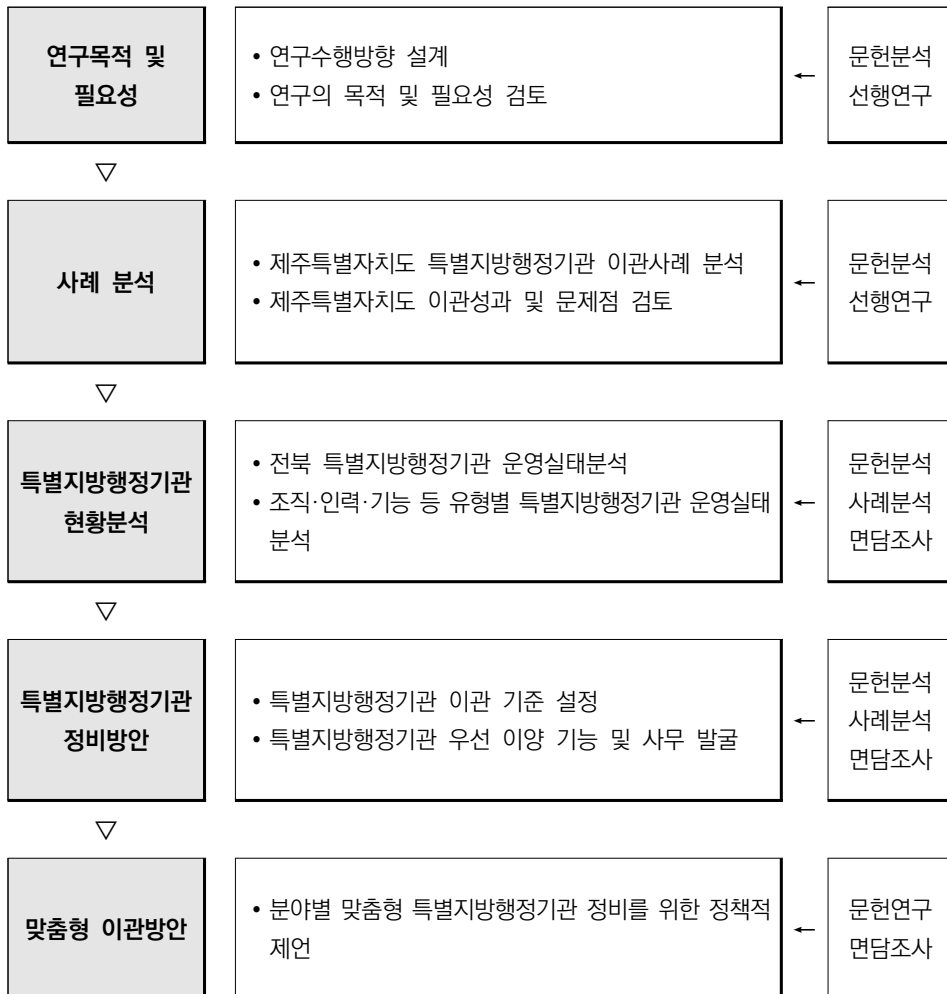 연구목적 및
필요성
• 연구수행방향 설계
• 연구의 목적 및 필요성 검토
←
문헌분석
선행연구
▽
사례 분석
• 제주특별자치도 특별지방행정기관 이관사례 분석
• 제주특별자치도 이관성과 및 문제점 검토
←
문헌분석
선행연구
▽
특별지방행정기관
현황분석
• 전북 특별지방행정기관 운영실태분석
• 조직·인력·기능 등 유형별 특별지방행정기관 운영실태
분석
←
문헌분석
사례분석
면담조사
▽
특별지방행정기관
정비방안
• 특별지방행정기관 이관 기준 설정
• 특별지방행정기관 우선 이양 기능 및 사무 발굴
←
문헌분석
사례분석
면담조사
▽
맞춤형 이관방안
• 분야별 맞춤형 특별지방행정기관 정비를 위한 정책적
제언
←
문헌연구
면담조사